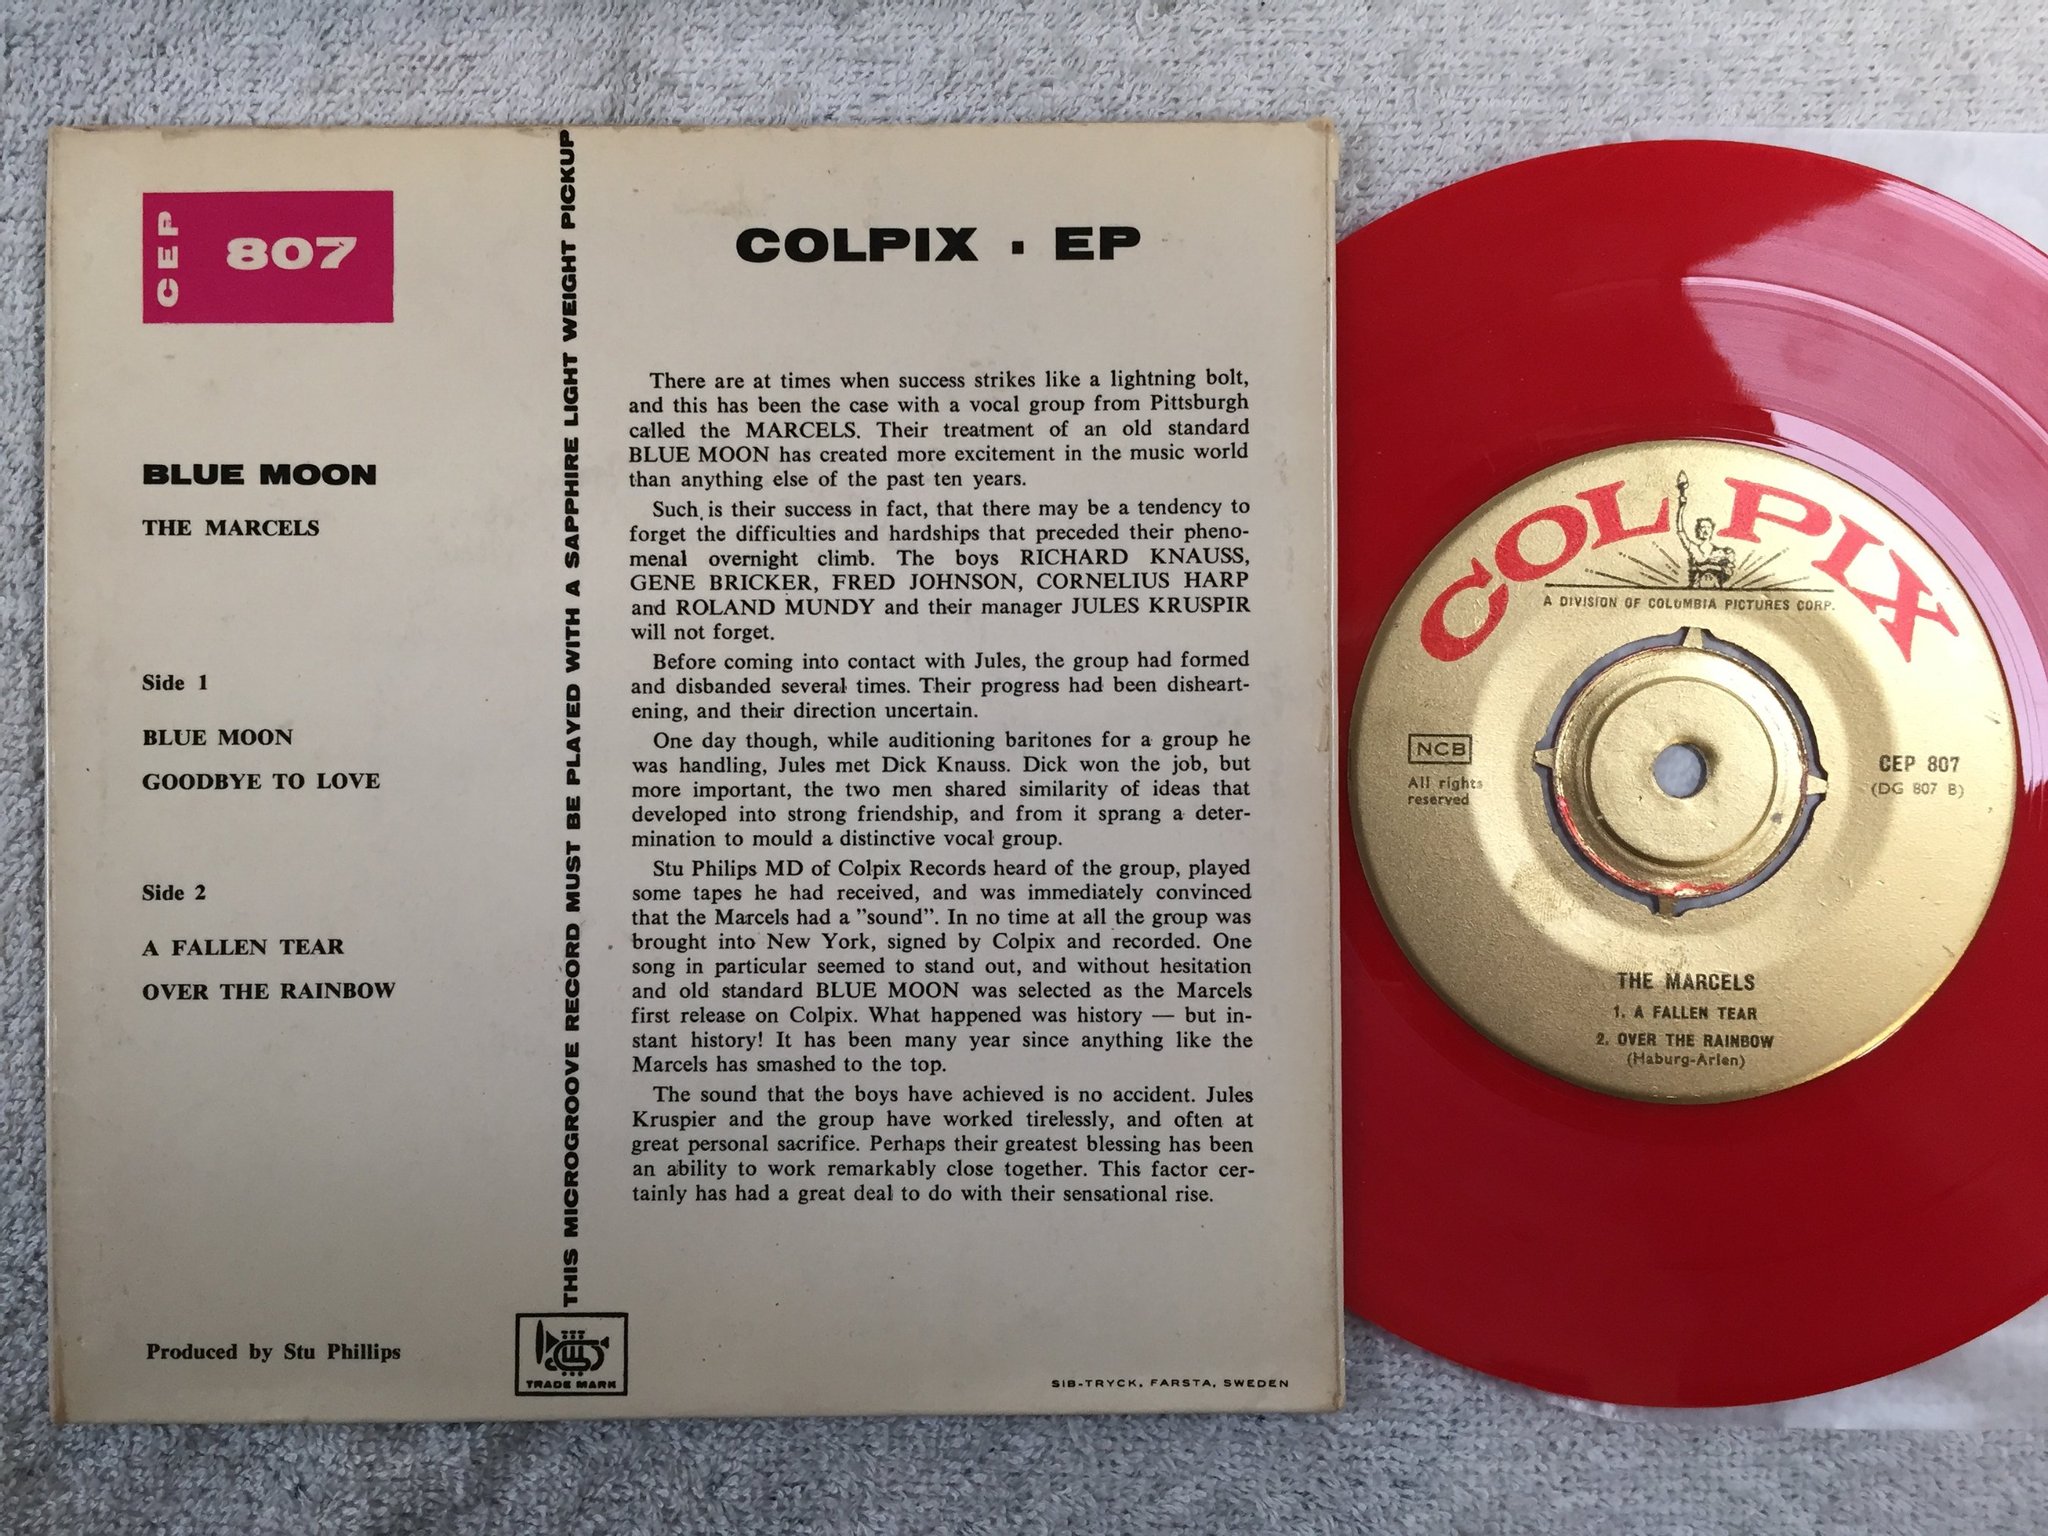 CEP
807
BLUE MOON
THE MARCELS
Side 1
BLUE MOON
GOODBYE TO LOVE
Side 2
A FALLEN TEAR
OVER THE RAINBOW
Produced by Stu Phillips
THIS MICROGROOVE RECORD MUST BE PLAYED WITH A SAPPHIRE LIGHT WEIGHT PICKUP
TRADE MARK
COLPIX · EP
There are at times when success strikes like a lightning bolt,
and this has been the case with a vocal group from Pittsburgh
called the MARCELS. Their treatment of an old standard
BLUE MOON has created more excitement in the music world
than anything else of the past ten years.
Such is their success in fact, that there may be a tendency to
forget the difficulties and hardships that preceded their pheno-
menal overnight climb. The boys RICHARD KNAUSS,
GENE BRICKER, FRED JOHNSON, CORNELIUS HARP
and ROLAND MUNDY and their manager JULES KRUSPIR
will not forget.
Before coming into contact with Jules, the group had formed
and disbanded several times. Their progress had been disheart-
ening, and their direction uncertain.
One day though, while auditioning baritones for a group he
was handling, Jules met Dick Knauss. Dick won the job, but
more important, the two men shared similarity of ideas that
developed into strong friendship, and from it sprang a deter-
mination to mould a distinctive vocal group.
Stu Philips MD of Colpix Records heard of the group, played
some tapes he had received, and was immediately convinced
that the Marcels had a ”sound”. In no time at all the group was
brought into New York, signed by Colpix and recorded. One
song in particular seemed to stand out, and without hesitation
and old standard BLUE MOON was selected as the Marcels
first release on Colpix. What happened was history — but in-
stant history! It has been many year since anything like the
Marcels has smashed to the top.
The sound that the boys have achieved is no accident. Jules
Kruspier and the group have worked tirelessly, and often at
great personal sacrifice. Perhaps their greatest blessing has been
an ability to work remarkably close together. This factor cer-
tainly has had a great deal to do with their sensational rise.
SIB-TRYCK, FARSTA, SWEDEN
COLPIX
A DIVISION OF COLUMBIA PICTURES CORP.
NCB
All rights
reserved
CEP 807
(DG 807 B)
THE MARCELS
1. A FALLEN TEAR
2. OVER THE RAINBOW
(Haburg-Arlen)